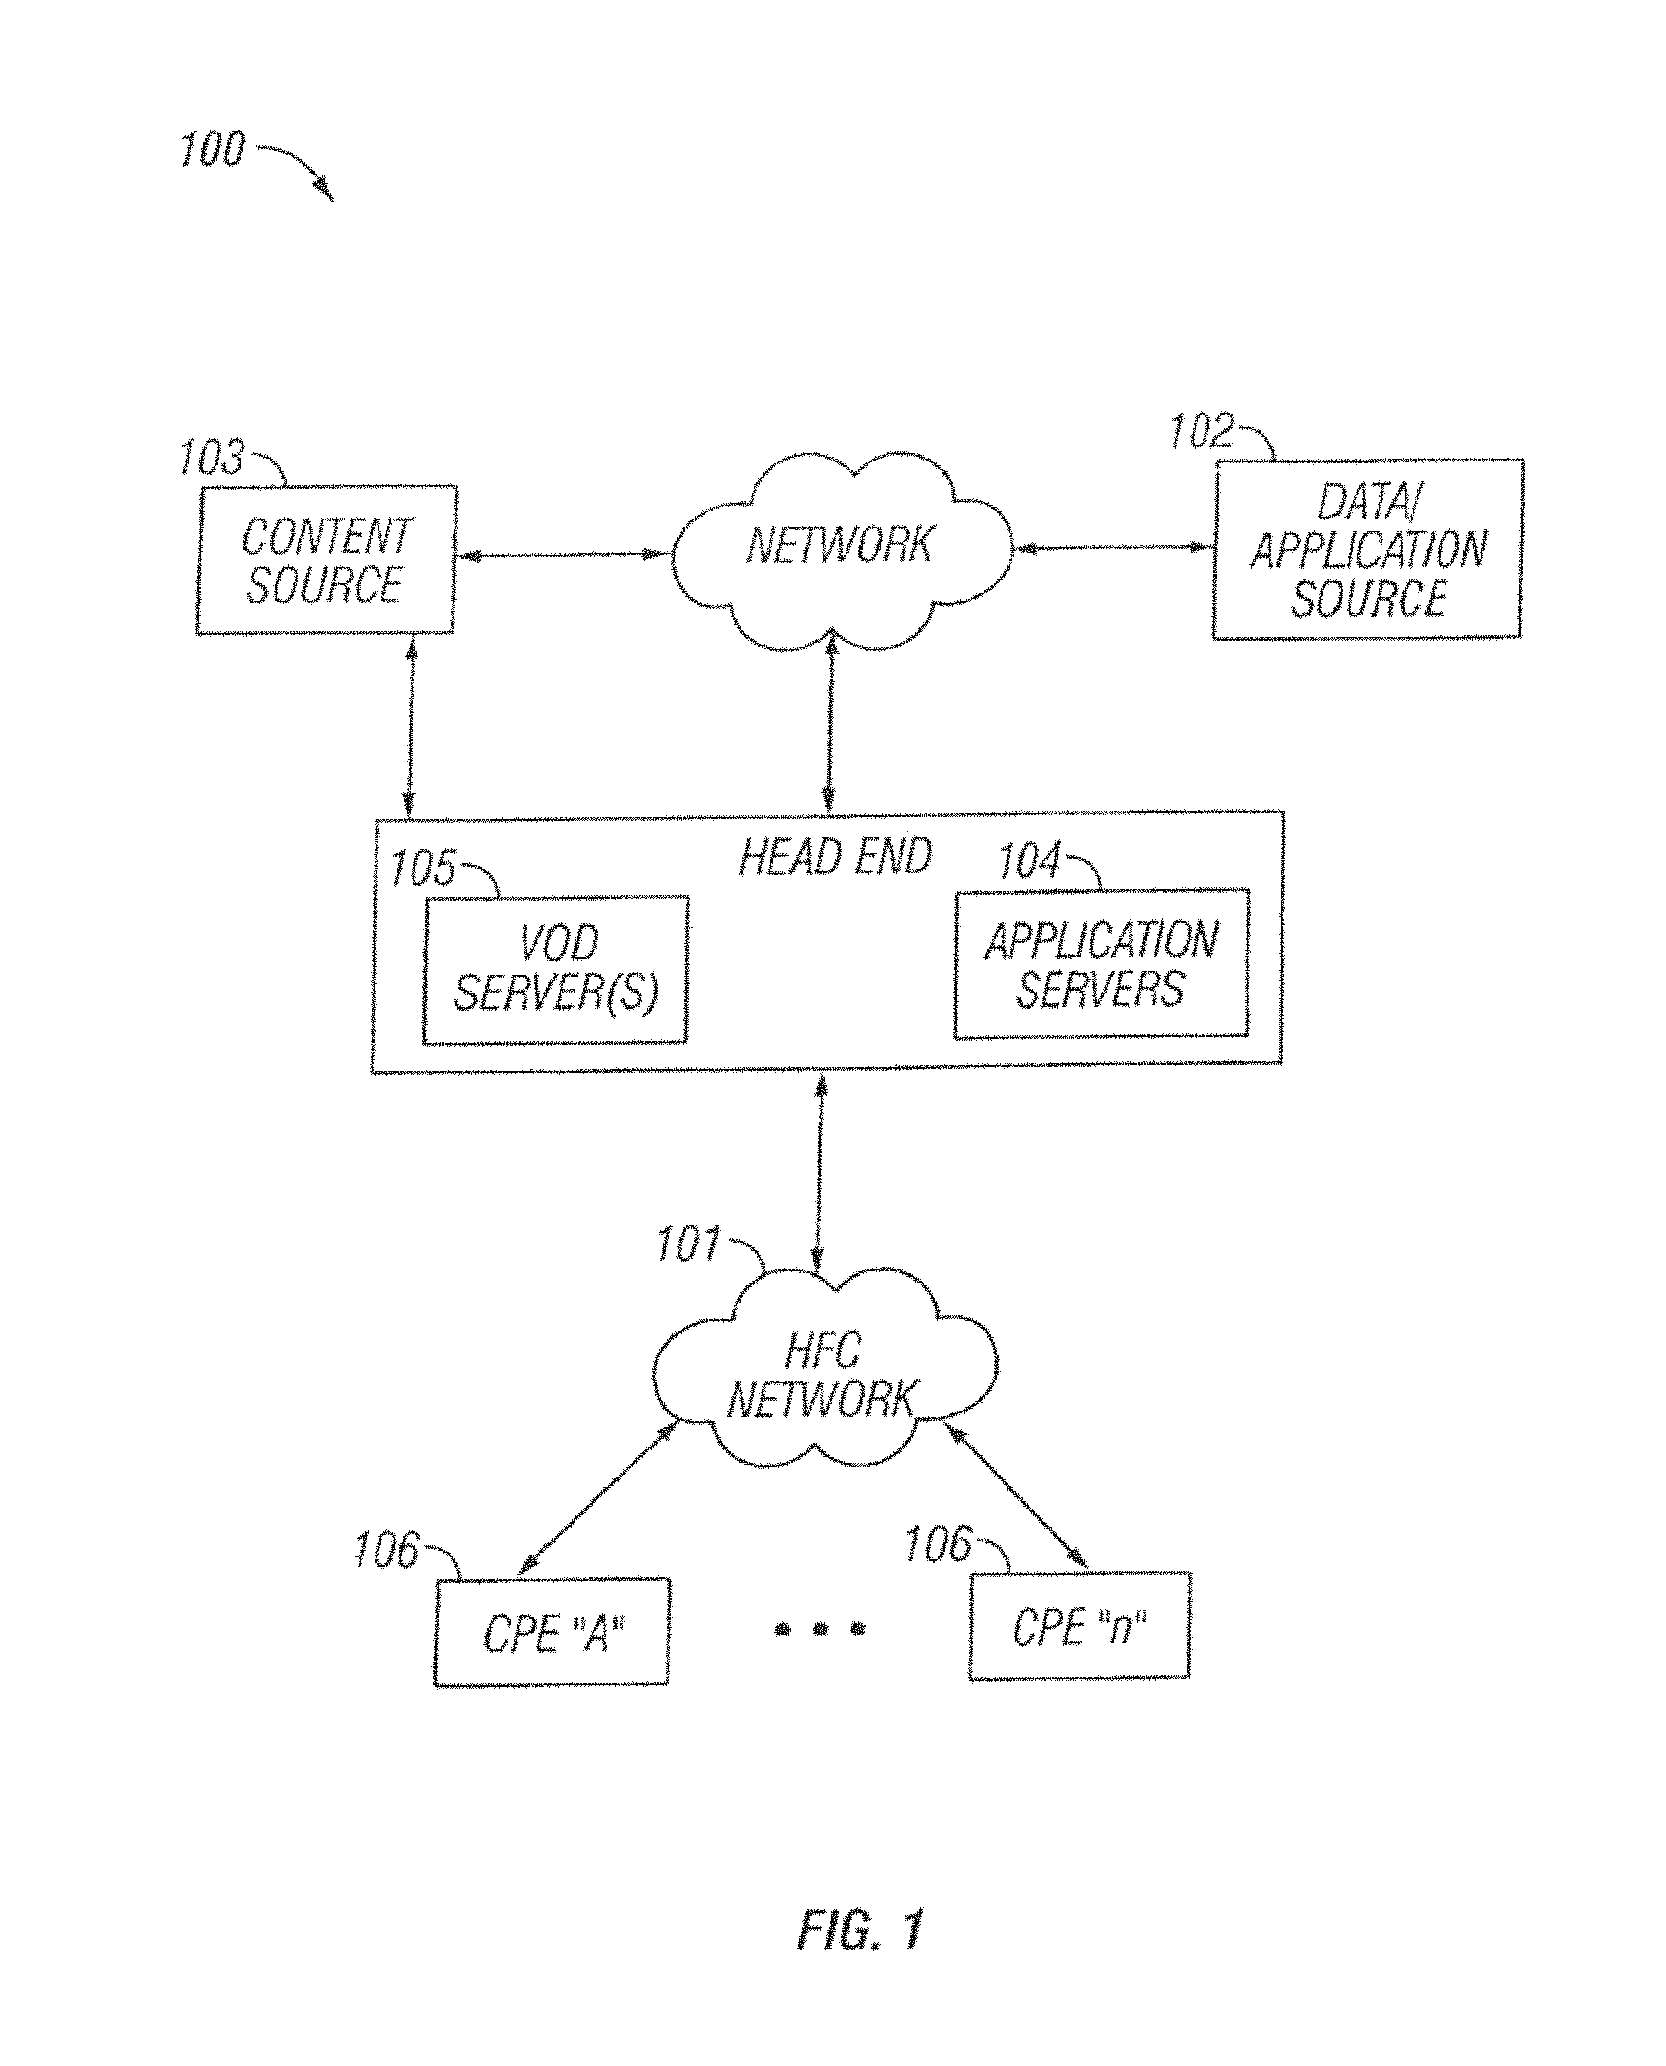 100
103
102
CONTENT
SOURCE
NETWORK
DATA/
APPLICATION
SOURCE
HEAD END
105
104
VOD
SERVER(S)
APPLICATION
SERVERS
101
HFC
NETWORK
106
106
CPE "A"
CPE "n"
FIG. 1